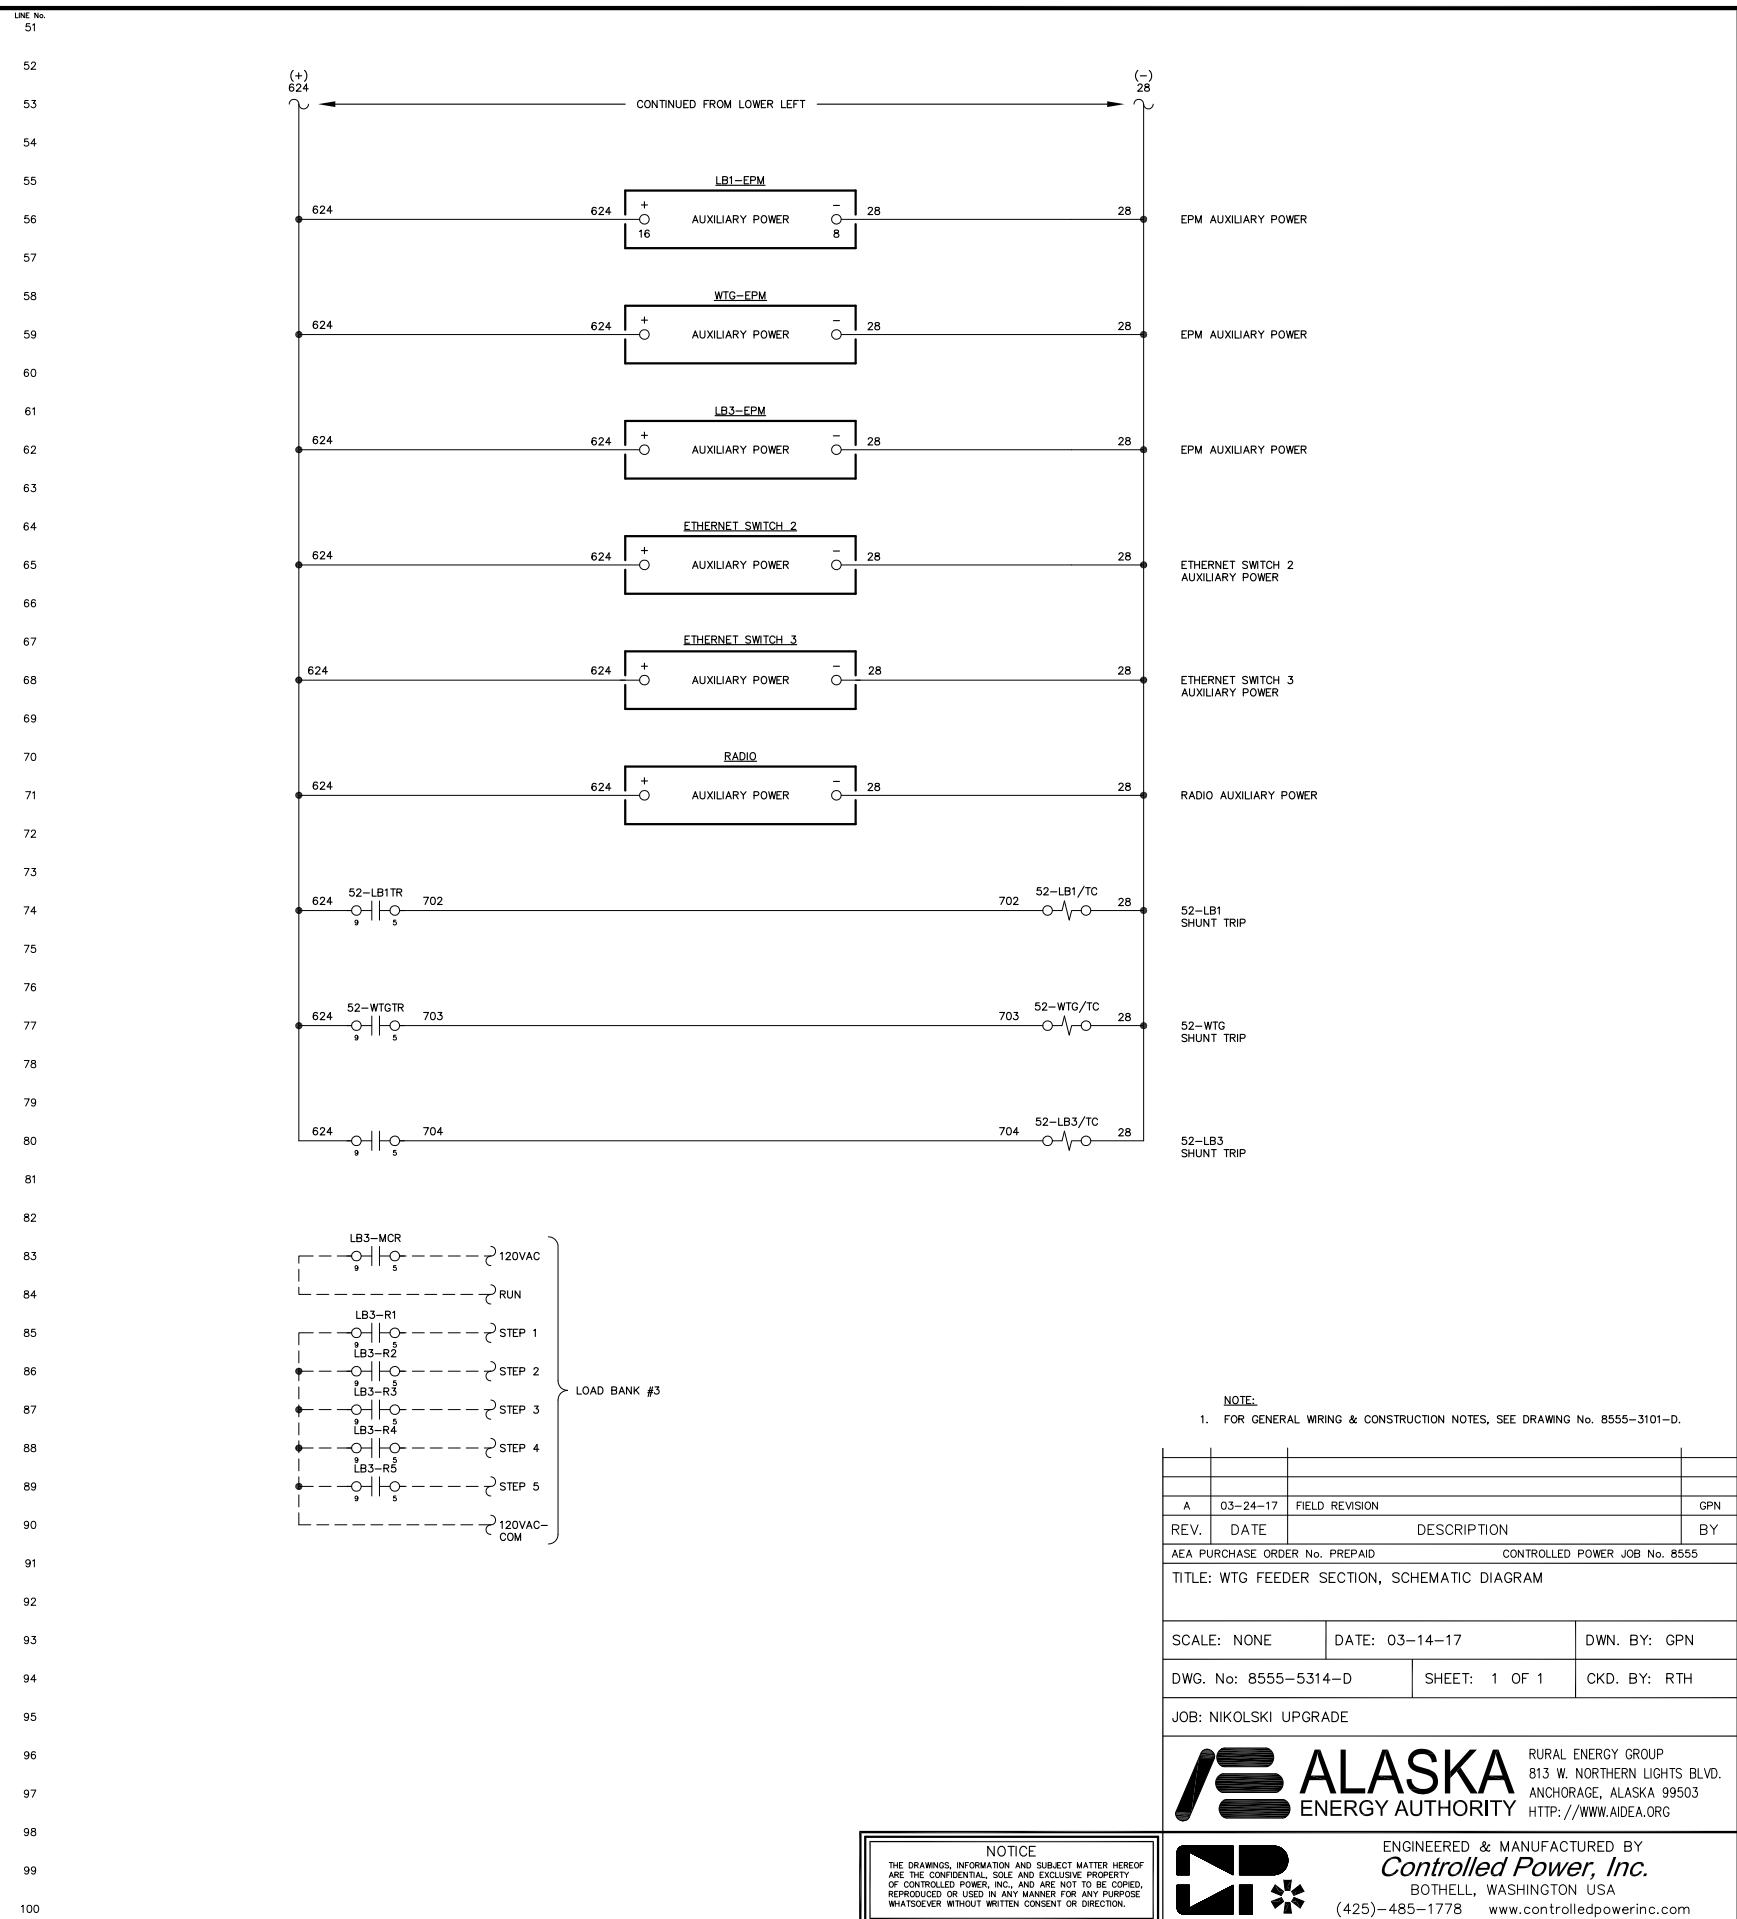 LINE No.
51
52
(+)
624
(−)
28
53
CONTINUED FROM LOWER LEFT
54
55
LB1−EPM
56
624
624
+
16
AUXILIARY POWER
−
8
28
28
EPM AUXILIARY POWER
57
58
WTG−EPM
59
624
624
+
AUXILIARY POWER
−
28
28
EPM AUXILIARY POWER
60
61
LB3−EPM
62
624
624
+
AUXILIARY POWER
−
28
28
EPM AUXILIARY POWER
63
64
ETHERNET SWITCH 2
65
624
624
+
AUXILIARY POWER
−
28
28
ETHERNET SWITCH 2
AUXILIARY POWER
66
67
ETHERNET SWITCH 3
68
624
624
+
AUXILIARY POWER
−
28
28
ETHERNET SWITCH 3
AUXILIARY POWER
69
70
RADIO
71
624
624
+
AUXILIARY POWER
−
28
28
RADIO AUXILIARY POWER
72
73
74
624
52−LB1TR
9
5
702
702
52−LB1/TC
28
52−LB1
SHUNT TRIP
75
76
77
624
52−WTGTR
9
5
703
703
52−WTG/TC
28
52−WTG
SHUNT TRIP
78
79
80
624
9
5
704
704
52−LB3/TC
28
52−LB3
SHUNT TRIP
81
82
83
LB3−MCR
9
5
120VAC
84
RUN
85
LB3−R1
9
5
STEP 1
86
LB3−R2
9
5
STEP 2
LOAD BANK #3
87
LB3−R3
9
5
STEP 3
88
LB3−R4
9
5
STEP 4
89
LB3−R5
9
5
STEP 5
90
120VAC−
COM
91
92
93
94
95
96
97
98
99
100
NOTE:
1. FOR GENERAL WIRING & CONSTRUCTION NOTES, SEE DRAWING No. 8555−3101−D.
A 03−24−17 FIELD REVISION GPN
REV. DATE DESCRIPTION BY
AEA PURCHASE ORDER No. PREPAID CONTROLLED POWER JOB No. 8555
TITLE: WTG FEEDER SECTION, SCHEMATIC DIAGRAM
SCALE: NONE DATE: 03−14−17 DWN. BY: GPN
DWG. No: 8555−5314−D SHEET: 1 OF 1 CKD. BY: RTH
JOB: NIKOLSKI UPGRADE
ALASKA
ENERGY AUTHORITY
RURAL ENERGY GROUP
813 W. NORTHERN LIGHTS BLVD.
ANCHORAGE, ALASKA 99503
HTTP://WWW.AIDEA.ORG
NOTICE
THE DRAWINGS, INFORMATION AND SUBJECT MATTER HEREOF
ARE THE CONFIDENTIAL, SOLE AND EXCLUSIVE PROPERTY
OF CONTROLLED POWER, INC., AND ARE NOT TO BE COPIED,
REPRODUCED OR USED IN ANY MANNER FOR ANY PURPOSE
WHATSOEVER WITHOUT WRITTEN CONSENT OR DIRECTION.
ENGINEERED & MANUFACTURED BY
Controlled Power, Inc.
BOTHELL, WASHINGTON USA
(425)−485−1778 www.controlledpowerinc.com